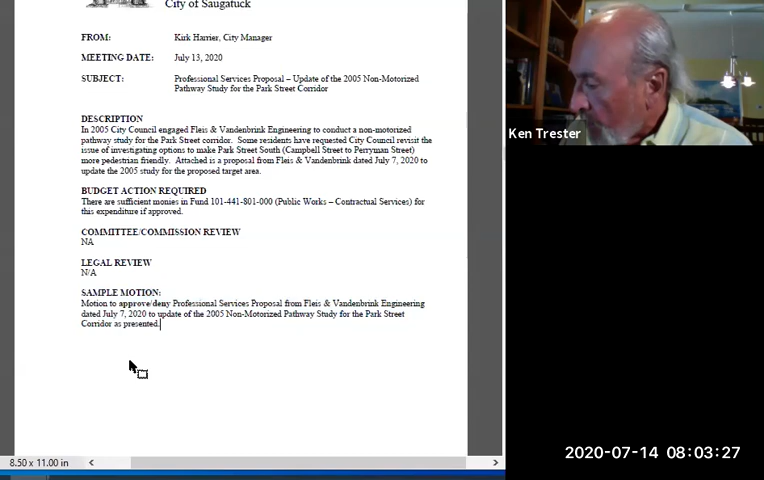 City of Saugatuck
FROM: Kirk Harrier, City Manager
MEETING DATE: July 13, 2020
SUBJECT: Professional Services Proposal – Update of the 2005 Non-Motorized
Pathway Study for the Park Street Corridor
DESCRIPTION
In 2005 City Council engaged Fleis & Vandenbrink Engineering to conduct a non-motorized
pathway study for the Park Street corridor. Some residents have requested City Council revisit the
issue of investigating options to make Park Street South (Campbell Street to Perryman Street)
more pedestrian friendly. Attached is a proposal from Fleis & Vandenbrink dated July 7, 2020 to
update the 2005 study for the proposed target area.
BUDGET ACTION REQUIRED
There are sufficient monies in Fund 101-441-801-000 (Public Works – Contractual Services) for
this expenditure if approved.
COMMITTEE/COMMISSION REVIEW
NA
LEGAL REVIEW
N/A
SAMPLE MOTION:
Motion to approve/deny Professional Services Proposal from Fleis & Vandenbrink Engineering
dated July 7, 2020 to update of the 2005 Non-Motorized Pathway Study for the Park Street
Corridor as presented.
8.50 x 11.00 in
Ken Trester
2020-07-14 08:03:27